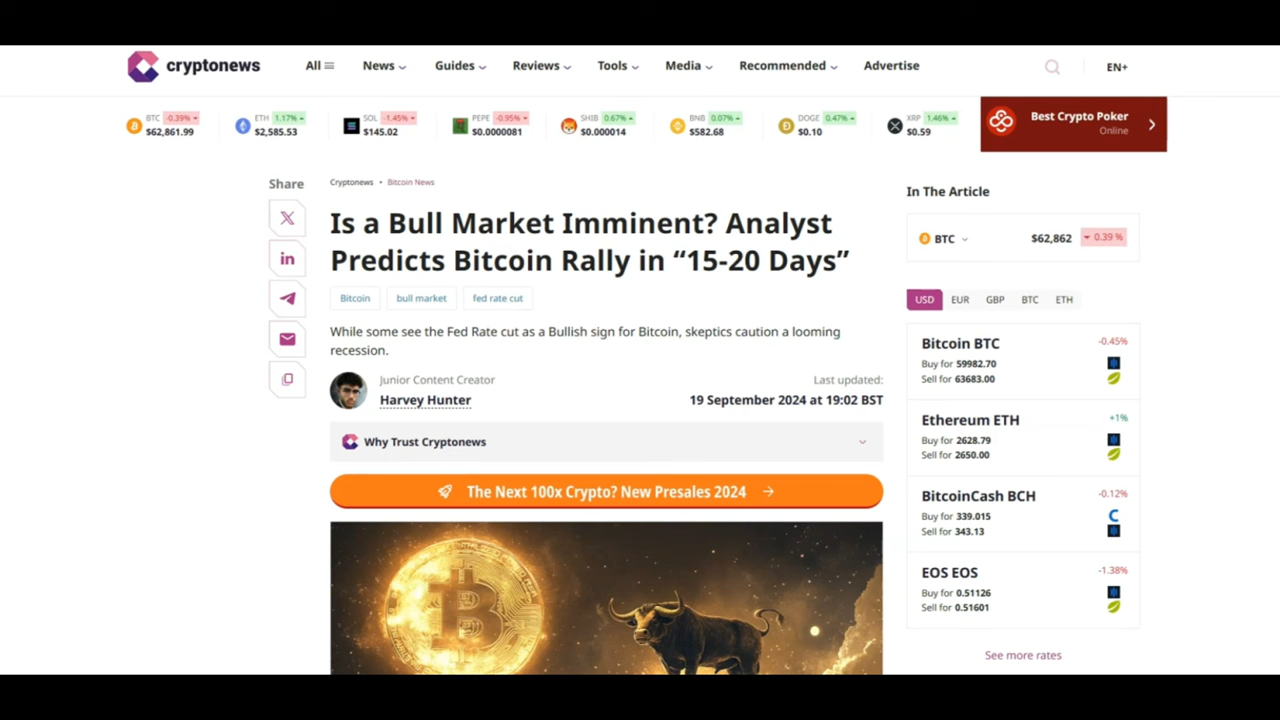 cryptonews
All
News
Guides
Reviews
Tools
Media
Recommended
Advertise
EN+
BTC -0.39%
$62,861.99
ETH 1.17%
$2,585.53
SOL -1.45%
$145.02
PEPE -0.95%
$0.0000081
SHIB 0.67%
$0.000014
BNB 0.07%
$582.68
DOGE 0.47%
$0.10
XRP 1.46%
$0.59
Best Crypto Poker
Online
Share
Cryptonews • Bitcoin News
Is a Bull Market Imminent? Analyst
Predicts Bitcoin Rally in “15-20 Days”
Bitcoin
bull market
fed rate cut
While some see the Fed Rate cut as a Bullish sign for Bitcoin, skeptics caution a looming
recession.
Junior Content Creator
Harvey Hunter
Last updated:
19 September 2024 at 19:02 BST
Why Trust Cryptonews
The Next 100x Crypto? New Presales 2024
In The Article
BTC $62,862 0.39 %
USD EUR GBP BTC ETH
Bitcoin BTC -0.45%
Buy for 59982.70
Sell for 63683.00
Ethereum ETH +1%
Buy for 2628.79
Sell for 2650.00
BitcoinCash BCH -0.12%
Buy for 339.015
Sell for 343.13
EOS EOS -1.38%
Buy for 0.51126
Sell for 0.51601
See more rates